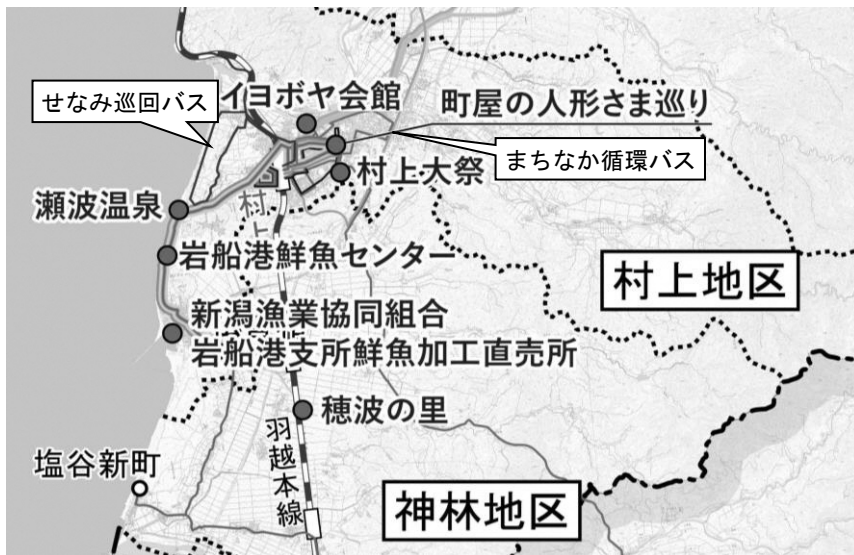 せなみ巡回バス
イヨボヤ会館
町屋の人形さま巡り
まちなか循環バス
村上大祭
村上
瀬波温泉
岩船港鮮魚センター
村上地区
新潟漁業協同組合
岩船港支所鮮魚加工直売所
穂波の里
羽越本線
塩谷新町
神林地区